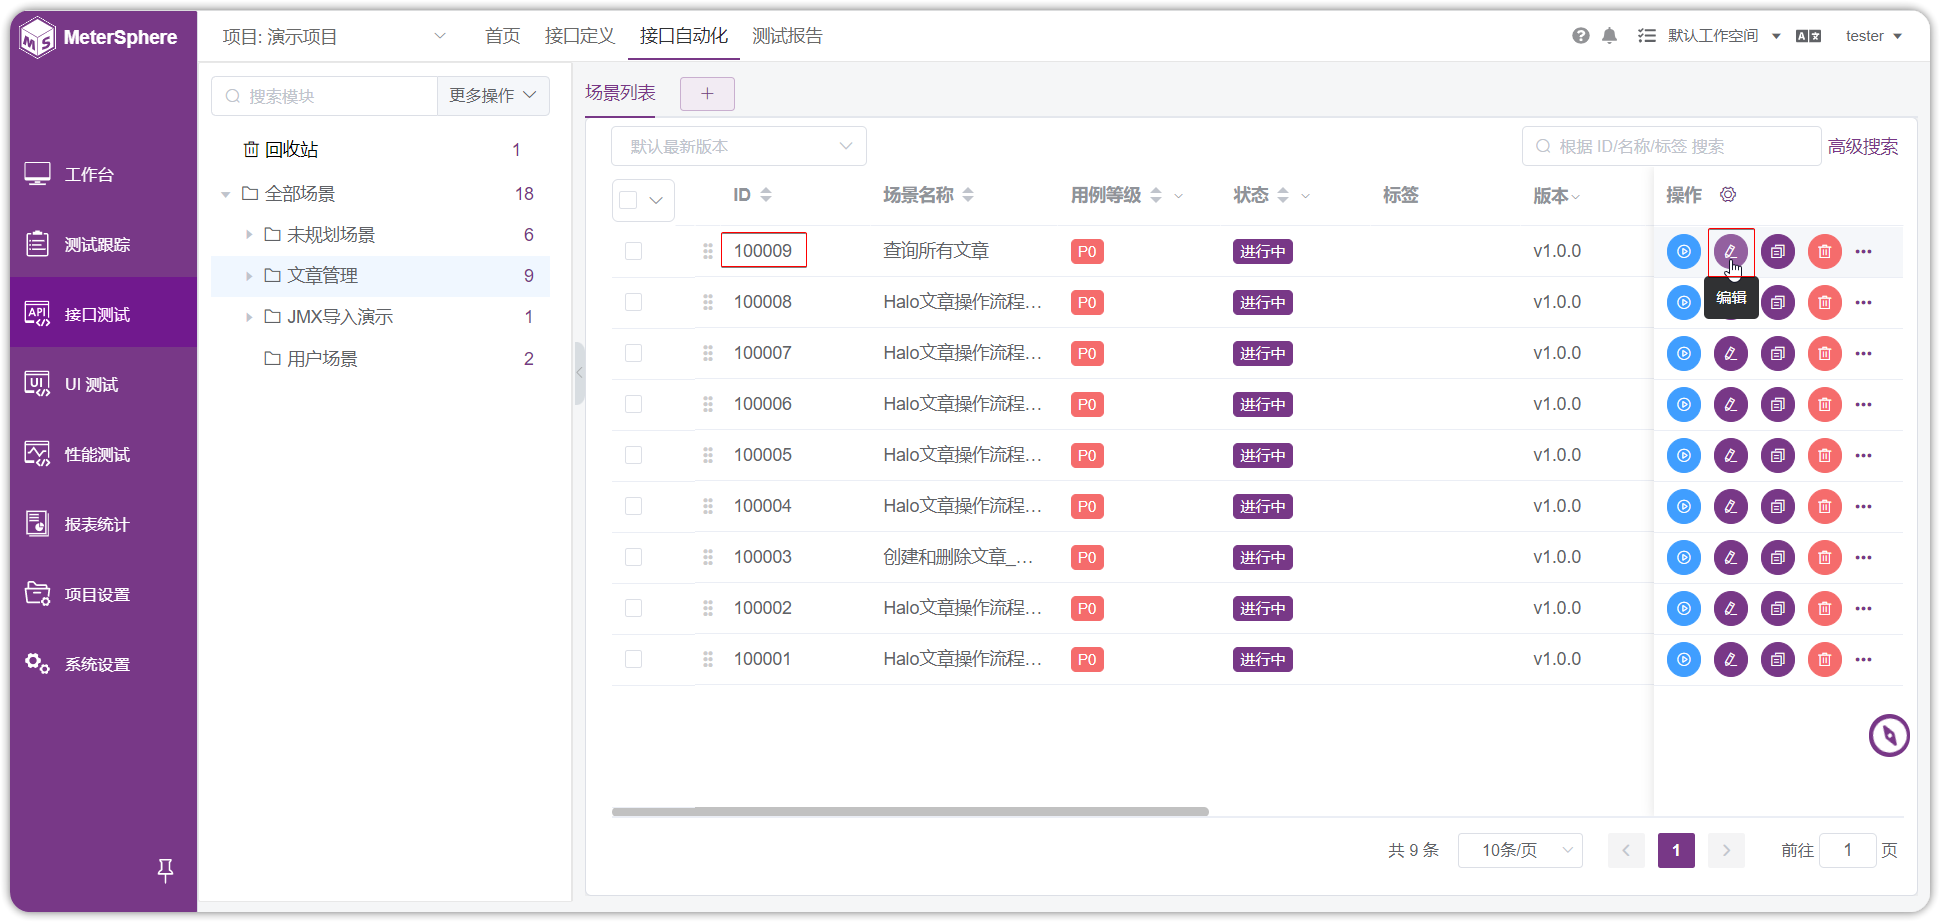 MeterSphere
项目: 演示项目
首页 接口定义 接口自动化 测试报告
默认工作空间
tester
工作台
测试跟踪
API
接口测试
UI
UI 测试
性能测试
报表统计
项目设置
系统设置
搜索模块
更多操作
回收站 1
全部场景 18
未规划场景 6
文章管理 9
JMX导入演示 1
用户场景 2
场景列表
+
默认最新版本
根据 ID/名称/标签 搜索
高级搜索
ID 场景名称 用例等级 状态 标签 版本 操作
100009 查询所有文章 P0 进行中 v1.0.0
编辑
100008 Halo文章操作流程... P0 进行中 v1.0.0
100007 Halo文章操作流程... P0 进行中 v1.0.0
100006 Halo文章操作流程... P0 进行中 v1.0.0
100005 Halo文章操作流程... P0 进行中 v1.0.0
100004 Halo文章操作流程... P0 进行中 v1.0.0
100003 创建和删除文章_... P0 进行中 v1.0.0
100002 Halo文章操作流程... P0 进行中 v1.0.0
100001 Halo文章操作流程... P0 进行中 v1.0.0
共 9 条 10条/页 1 前往 1 页